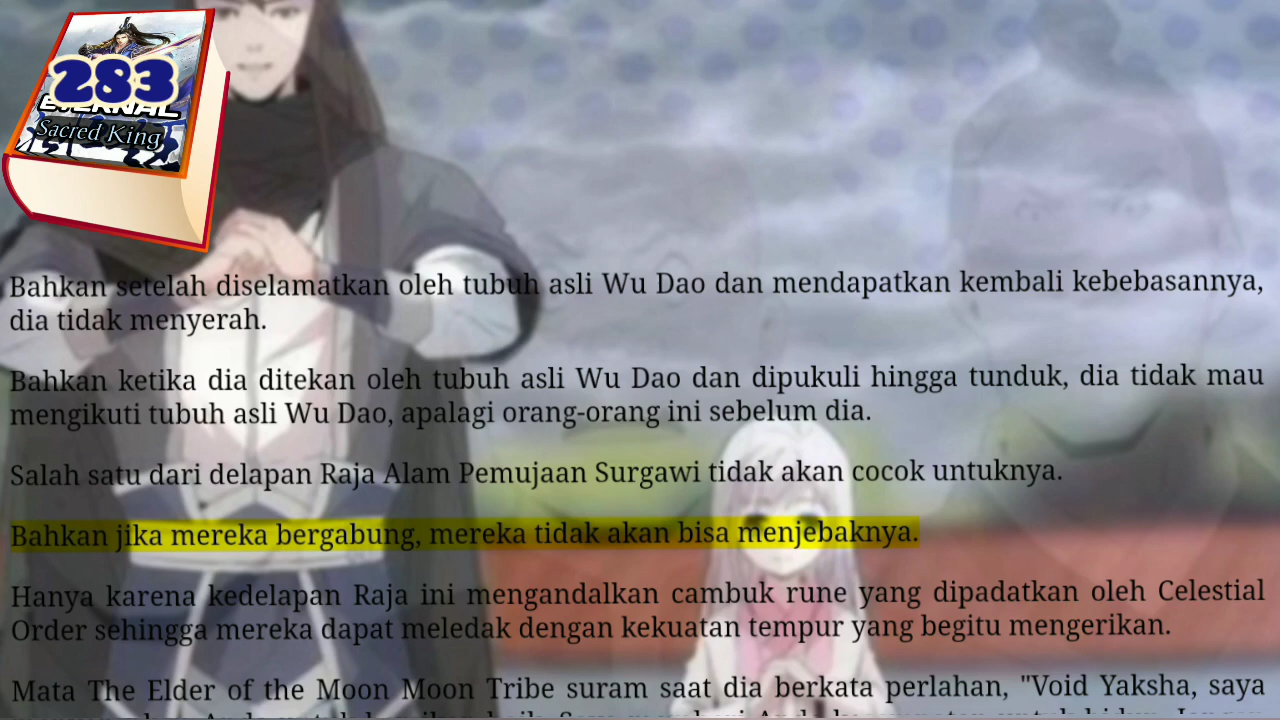 283
ETERNAL
Sacred King
Bahkan setelah diselamatkan oleh tubuh asli Wu Dao dan mendapatkan kembali kebebasannya,
dia tidak menyerah.
Bahkan ketika dia ditekan oleh tubuh asli Wu Dao dan dipukuli hingga tunduk, dia tidak mau
mengikuti tubuh asli Wu Dao, apalagi orang-orang ini sebelum dia.
Salah satu dari delapan Raja Alam Pemujaan Surgawi tidak akan cocok untuknya.
Bahkan jika mereka bergabung, mereka tidak akan bisa menjebaknya.
Hanya karena kedelapan Raja ini mengandalkan cambuk rune yang dipadatkan oleh Celestial
Order sehingga mereka dapat meledak dengan kekuatan tempur yang begitu mengerikan.
Mata The Elder of the Moon Moon Tribe suram saat dia berkata perlahan, "Void Yaksha, saya